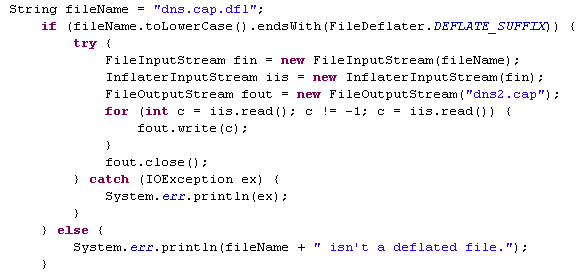 String fileName = "dns.cap.dfl";
if (fileName.toLowerCase().endsWith(FileDeflater.DEFLATE_SUFFIX)) {
try {
FileInputStream fin = new FileInputStream(fileName);
InflaterInputStream iis = new InflaterInputStream(fin);
FileOutputStream fout = new FileOutputStream("dns2.cap");
for (int c = iis.read(); c != -1; c = iis.read()) {
fout.write(c);
}
fout.close();
} catch (IOException ex) {
System.err.println(ex);
}
} else {
System.err.println(fileName + " isn't a deflated file.");
}